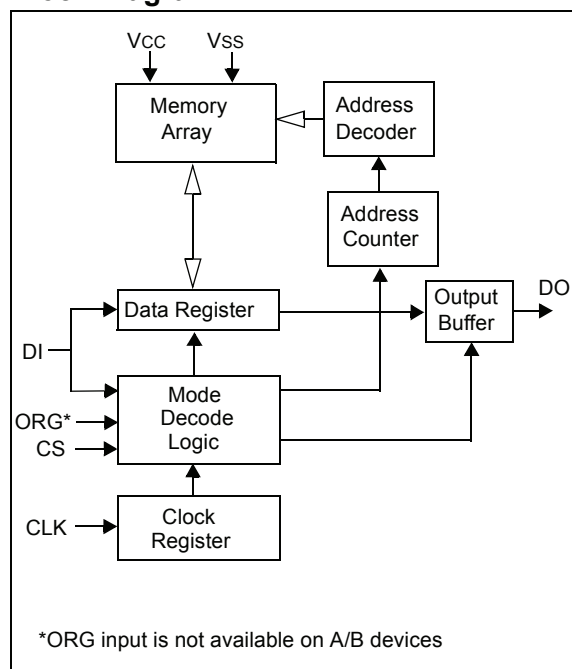 VCC
VSS
Memory
Array
Address
Decoder
Address
Counter
Data Register
Output
Buffer
DO
DI
Mode
Decode
Logic
ORG*
CS
CLK
Clock
Register
*ORG input is not available on A/B devices